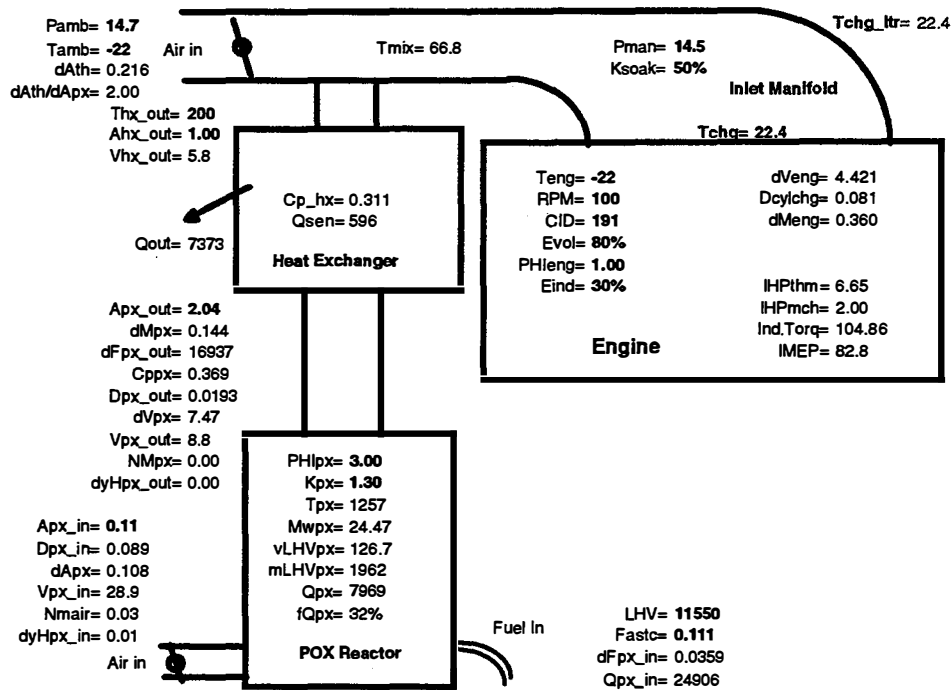 Pamb= 14.7
Tamb= -22
dAth= 0.216
dAth/dApx= 2.00
Air in
Tmix= 66.8
Pman= 14.5
Ksoak= 50%
Tchg_itr= 22.4
Inlet Manifold
Thx_out= 200
Ahx_out= 1.00
Vhx_out= 5.8
Tchg= 22.4
Cp_hx= 0.311
Qsen= 596
Heat Exchanger
Qout= 7373
Teng= -22
RPM= 100
CID= 191
Evol= 80%
PHIeng= 1.00
Eind= 30%
dVeng= 4.421
Dcylchg= 0.081
dMeng= 0.360
IHPthm= 6.65
IHPmch= 2.00
Ind.Torq= 104.86
IMEP= 82.8
Engine
Apx_out= 2.04
dMpx= 0.144
dFpx_out= 16937
Cppx= 0.369
Dpx_out= 0.0193
dVpx= 7.47
Vpx_out= 8.8
NMpx= 0.00
dyHpx_out= 0.00
PHIpx= 3.00
Kpx= 1.30
Tpx= 1257
Mwpx= 24.47
vLHVpx= 126.7
mLHVpx= 1962
Qpx= 7969
fQpx= 32%
POX Reactor
Apx_in= 0.11
Dpx_in= 0.089
dApx= 0.108
Vpx_in= 28.9
Nmair= 0.03
dyHpx_in= 0.01
Air in
Fuel In
LHV= 11550
Fastc= 0.111
dFpx_in= 0.0359
Qpx_in= 24906